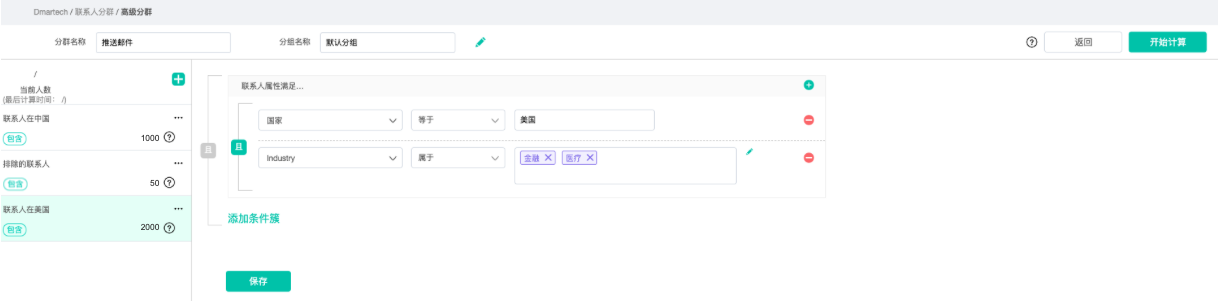 Dmartech / 联系人分群 / 高级分群
分群名称 推送邮件 分组名称 默认分组 返回 开始计算
/
当前人数
(最后计算时间： /)
联系人在中国
包含 1000
排除的联系人
包含 50
联系人在美国
包含 2000
联系人属性满足...
国家 等于 美国
且
且
Industry 属于 金融 医疗
添加条件簇
保存